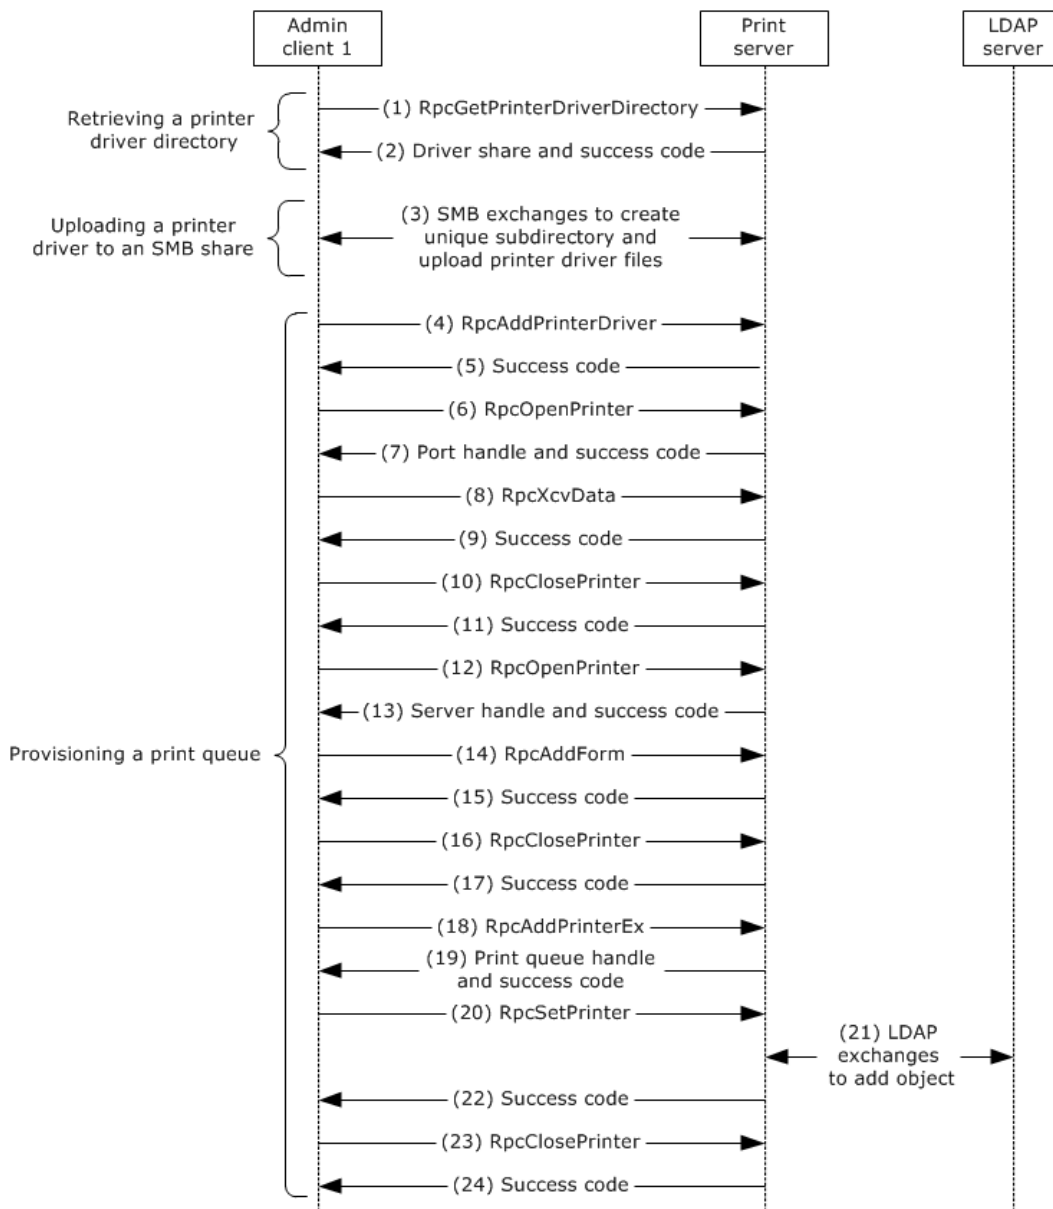 Admin
client 1
Print
server
LDAP
server
Retrieving a printer
driver directory
(1) RpcGetPrinterDriverDirectory
(2) Driver share and success code
Uploading a printer
driver to an SMB share
(3) SMB exchanges to create
unique subdirectory and
upload printer driver files
Provisioning a print queue
(4) RpcAddPrinterDriver
(5) Success code
(6) RpcOpenPrinter
(7) Port handle and success code
(8) RpcXcvData
(9) Success code
(10) RpcClosePrinter
(11) Success code
(12) RpcOpenPrinter
(13) Server handle and success code
(14) RpcAddForm
(15) Success code
(16) RpcClosePrinter
(17) Success code
(18) RpcAddPrinterEx
(19) Print queue handle
and success code
(20) RpcSetPrinter
(21) LDAP
exchanges
to add object
(22) Success code
(23) RpcClosePrinter
(24) Success code